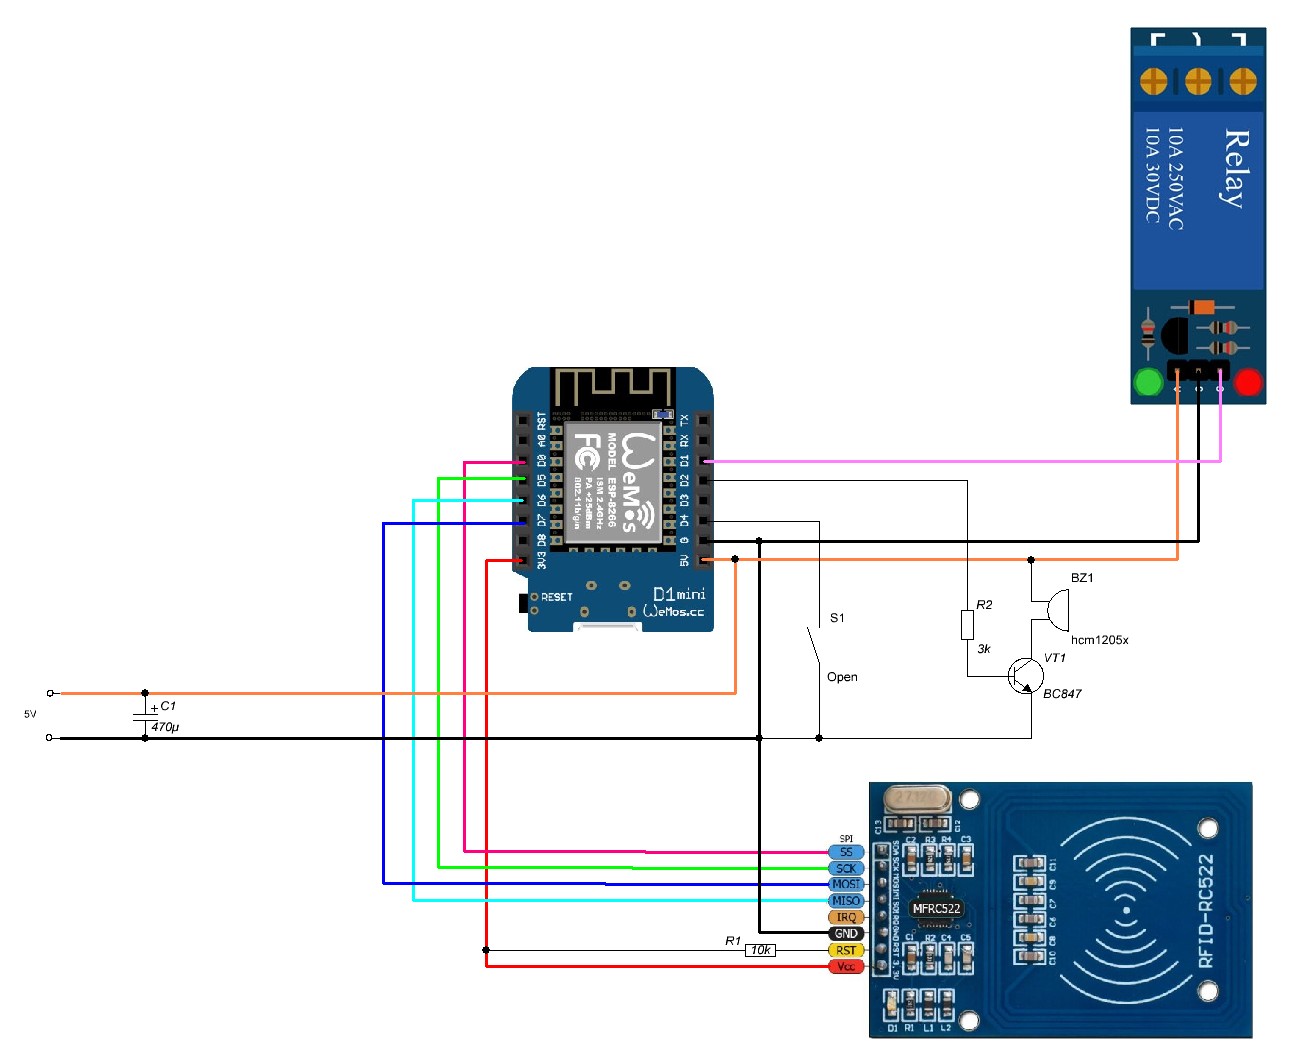 Relay
10A 250VAC
10A 30VDC
RST
A0
D0
D5
D6
D7
D8
3V3
TX
RX
D1
D2
D3
D4
G
5V
WeMos
MODEL ESP-8266
ISM 2.4GHz
PA +25dBm
802.11b/g/n
FC
RESET
D1mini
WeMos.cc
S1
Open
R2
3k
BZ1
hcm1205x
VT1
BC847
5V
+ C1
470µ
R1
10k
SPI
SS
SCK
MOSI
MISO
IRQ
GND
RST
Vcc
C13
C12
C2
R3
R4
C3
MFRC522
C1
R2
C4
C5
D1
R1
L1
L2
C11
C9
C7
C6
C8
C10
RFID-RC522